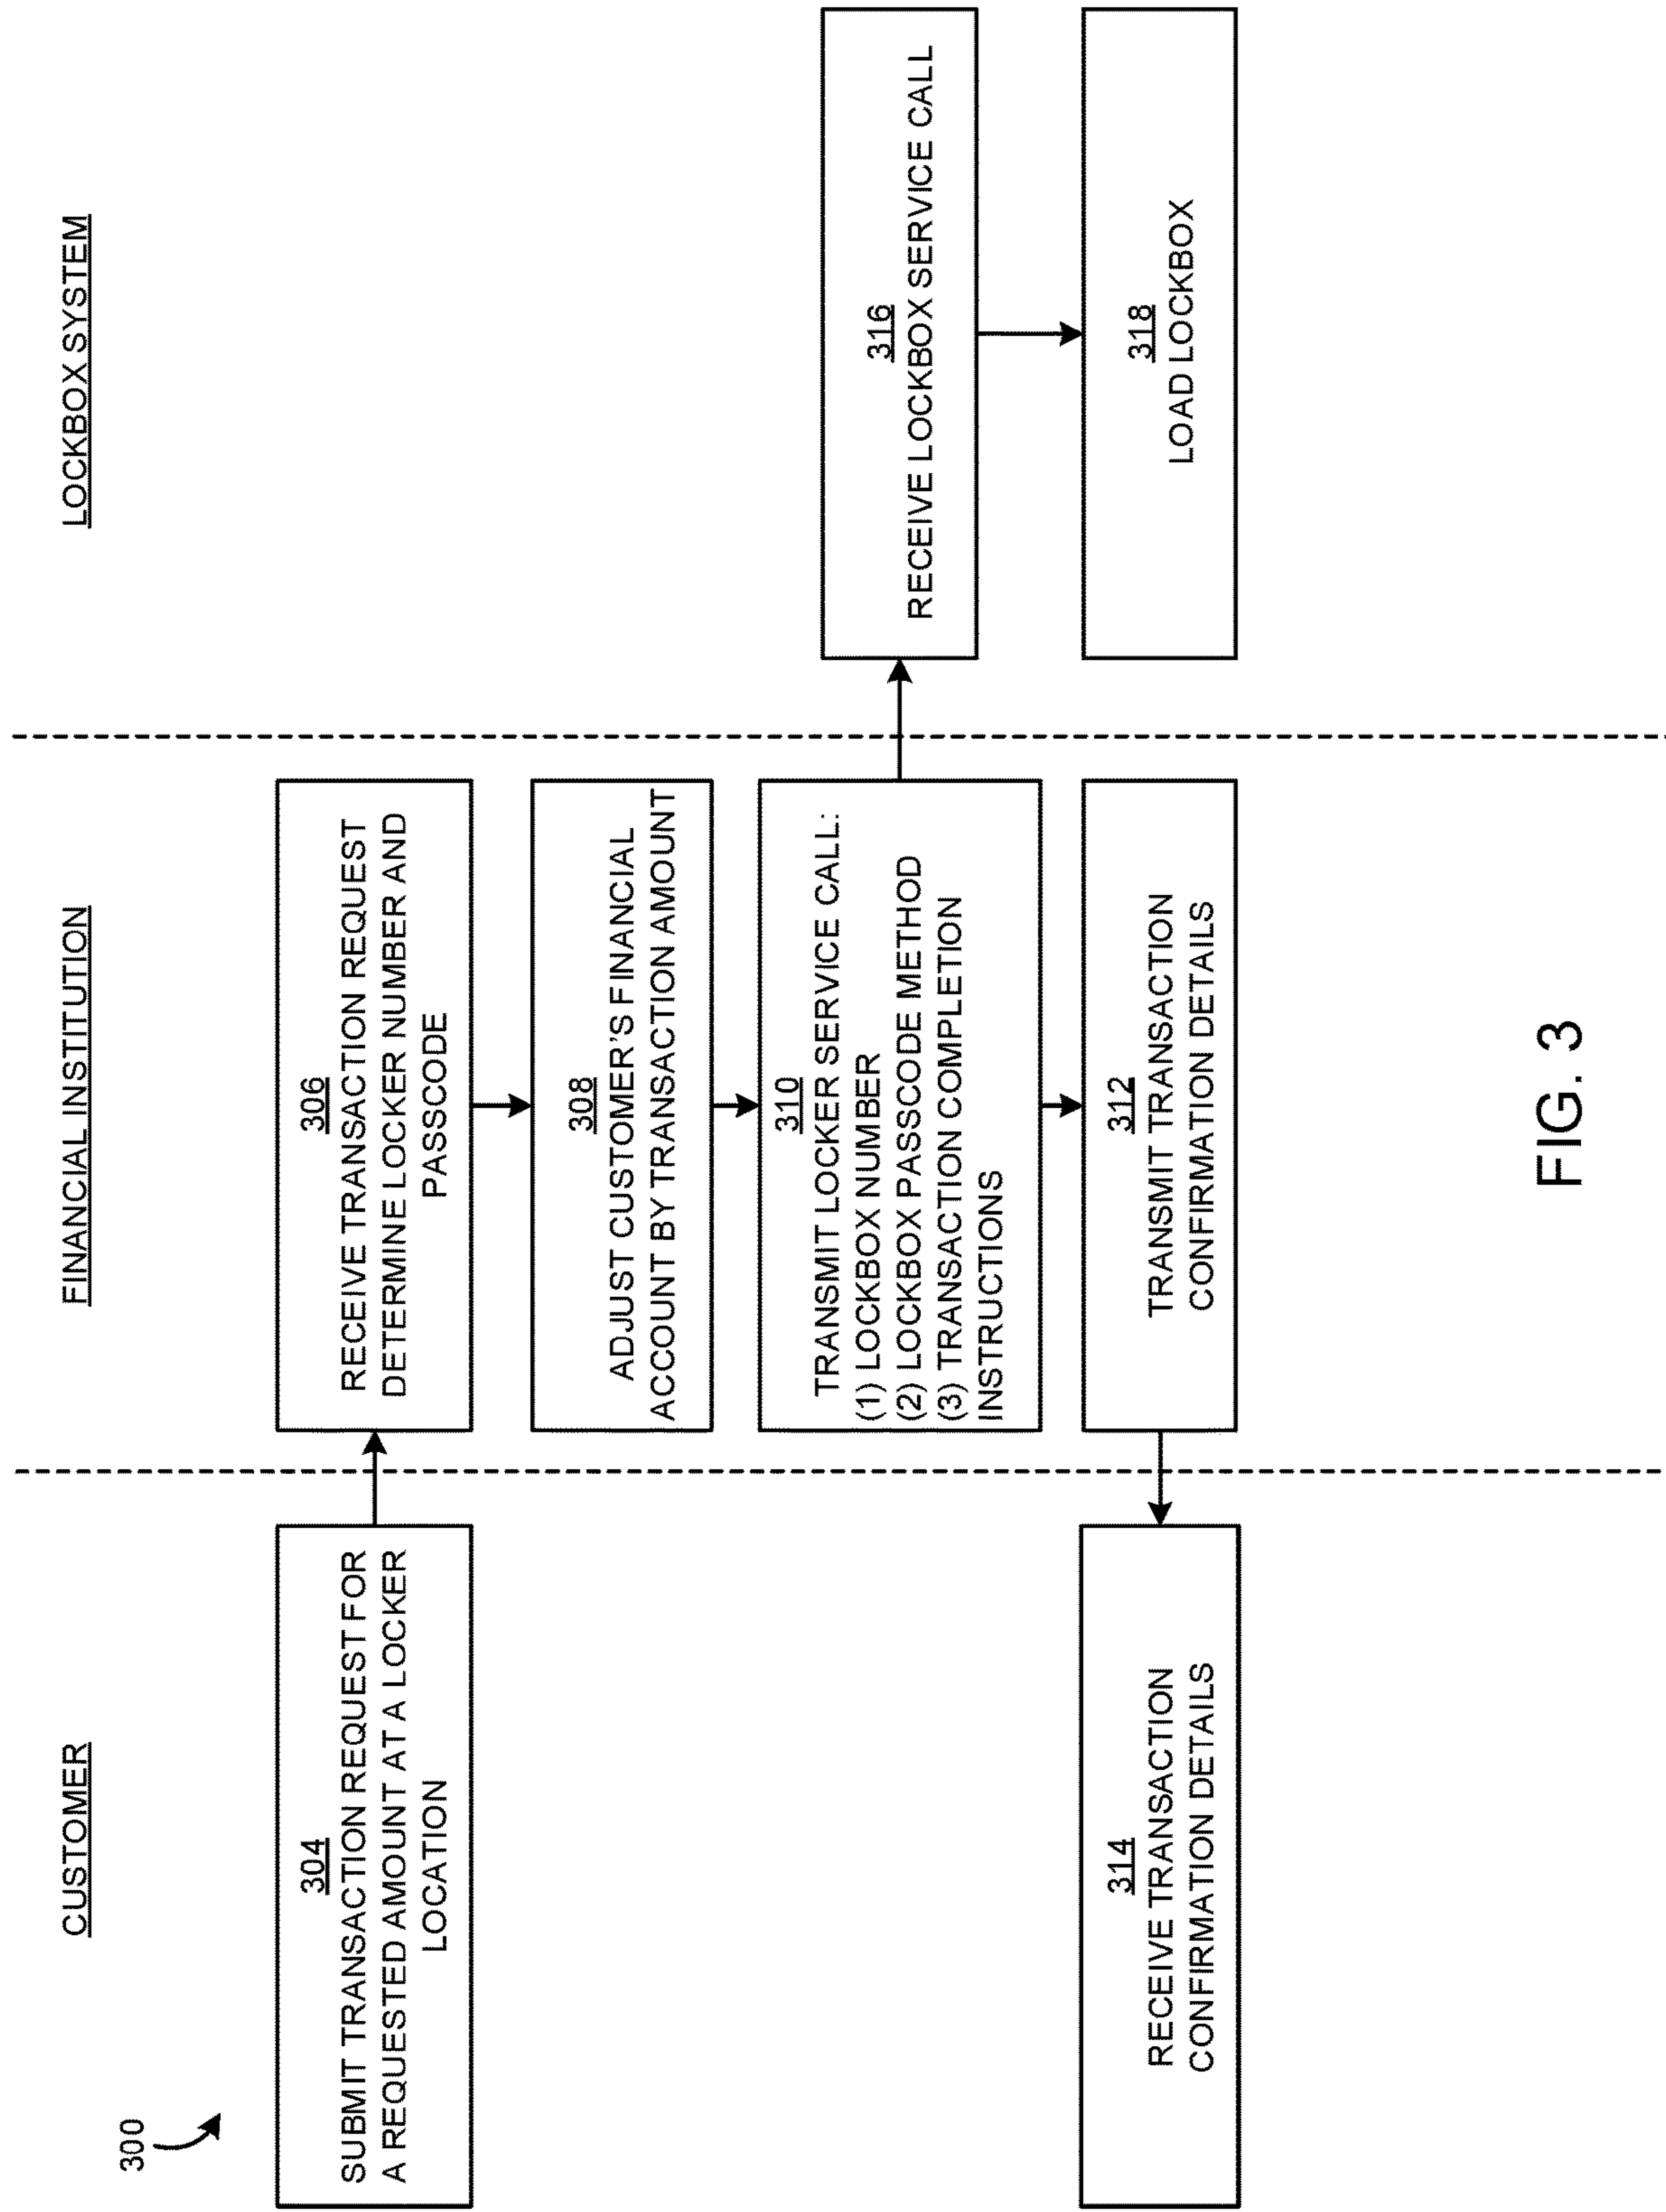 300
CUSTOMER
FINANCIAL INSTITUTION
LOCKBOX SYSTEM
304
SUBMIT TRANSACTION REQUEST FOR
A REQUESTED AMOUNT AT A LOCKER
LOCATION
306
RECEIVE TRANSACTION REQUEST
DETERMINE LOCKER NUMBER AND
PASSCODE
308
ADJUST CUSTOMER'S FINANCIAL
ACCOUNT BY TRANSACTION AMOUNT
310
TRANSMIT LOCKER SERVICE CALL:
(1) LOCKBOX NUMBER
(2) LOCKBOX PASSCODE METHOD
(3) TRANSACTION COMPLETION
INSTRUCTIONS
316
RECEIVE LOCKBOX SERVICE CALL
314
RECEIVE TRANSACTION
CONFIRMATION DETAILS
312
TRANSMIT TRANSACTION
CONFIRMATION DETAILS
318
LOAD LOCKBOX
FIG. 3